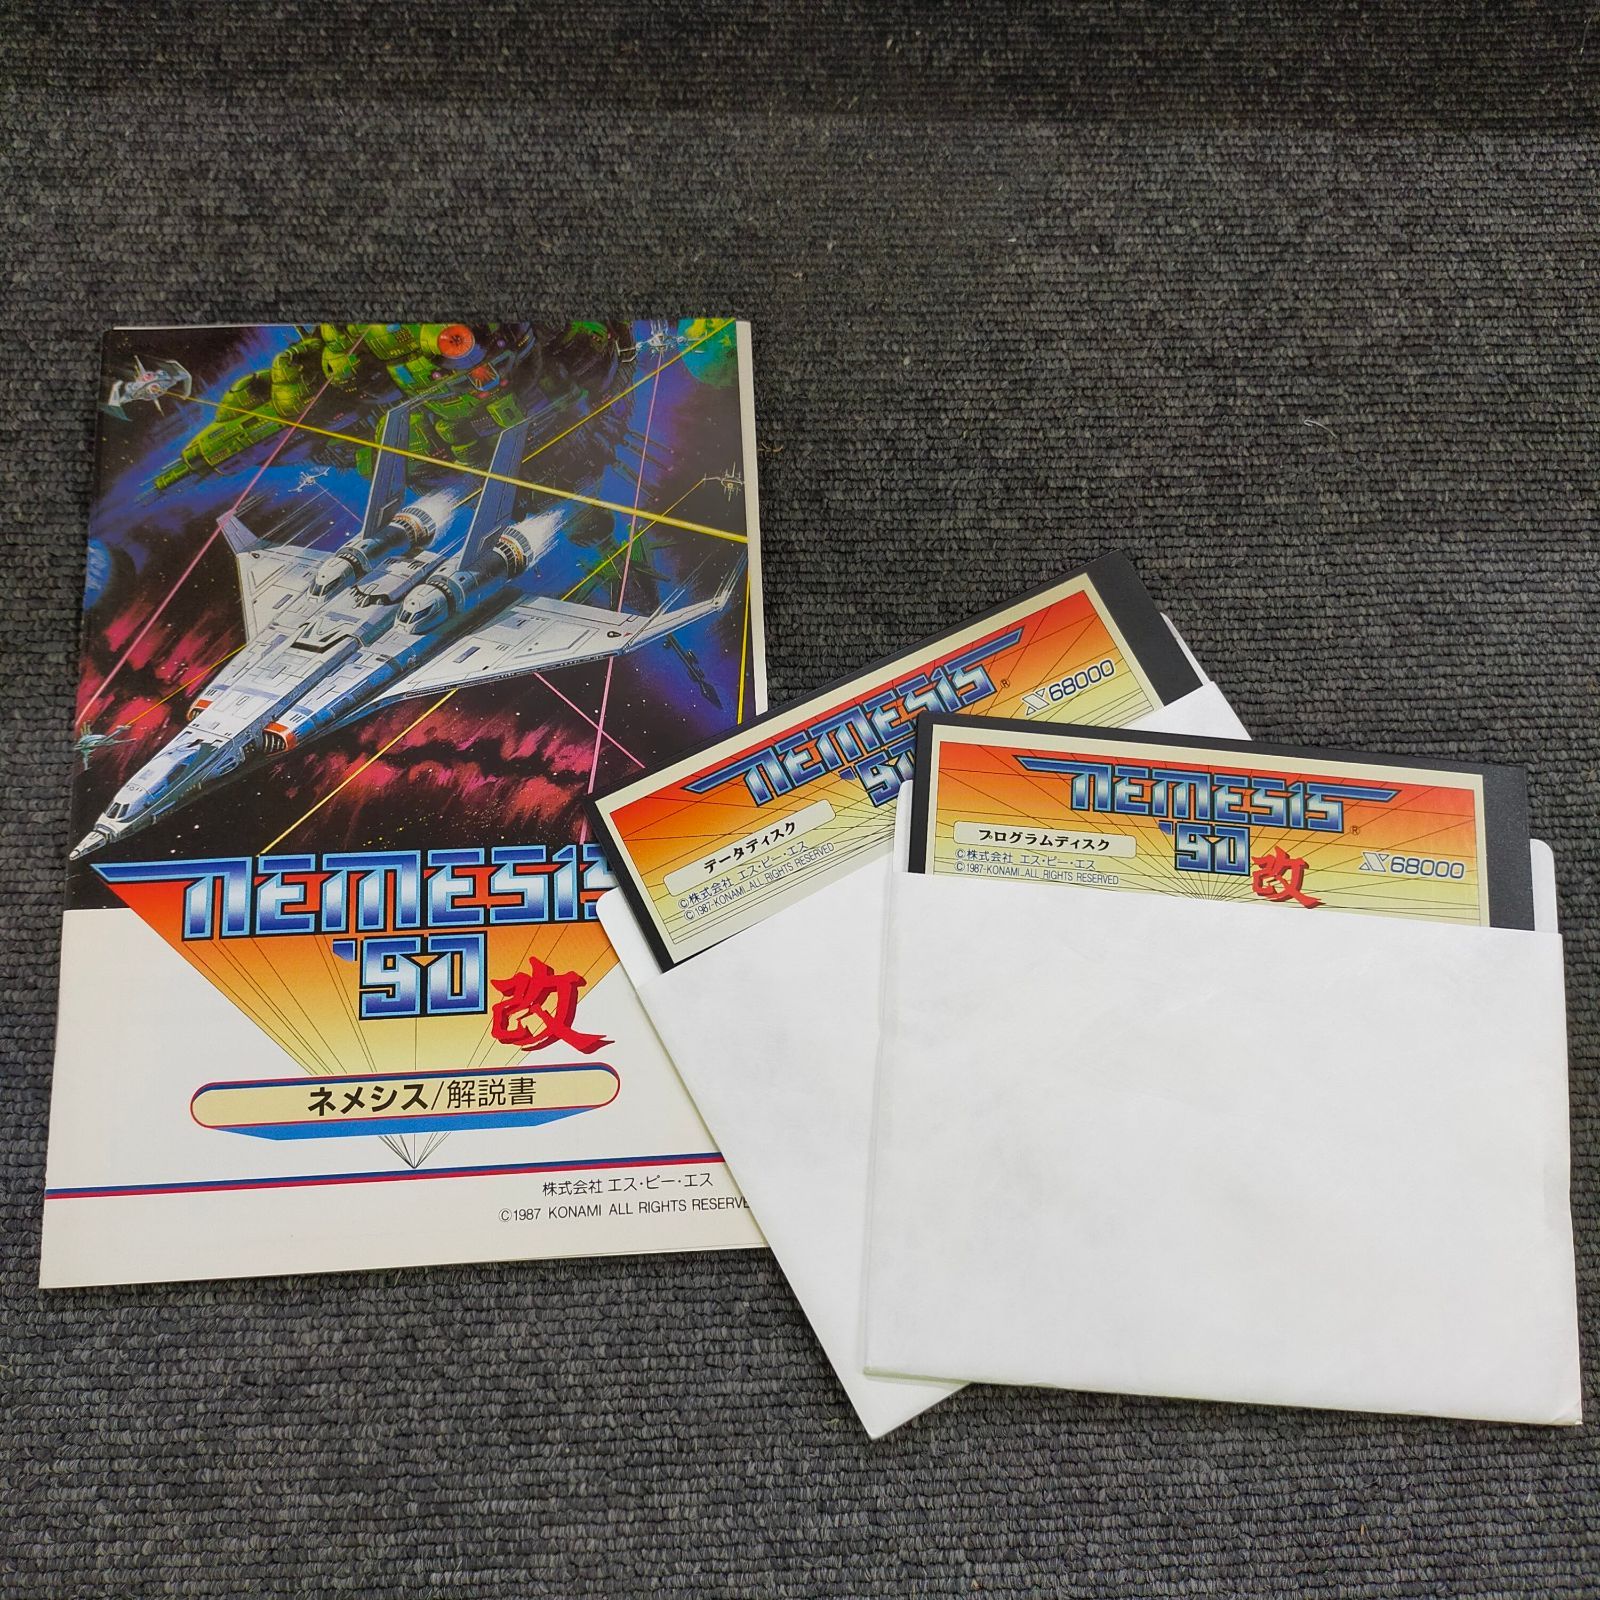 NEMESIS
'90 改
ネメシス/解説書
株式会社 エス・ピー・エス
©1987 KONAMI ALL RIGHTS RESERVE
NEMESIS®
'90
X68000
データディスク
©株式会社 エス・ピー・エス
©1987-KONAMI ALL RIGHTS RESERVED
NEMESIS®
'90 改
プログラムディスク
X68000
©株式会社 エス・ピー・エス
©1987-KONAMI ALL RIGHTS RESERVED